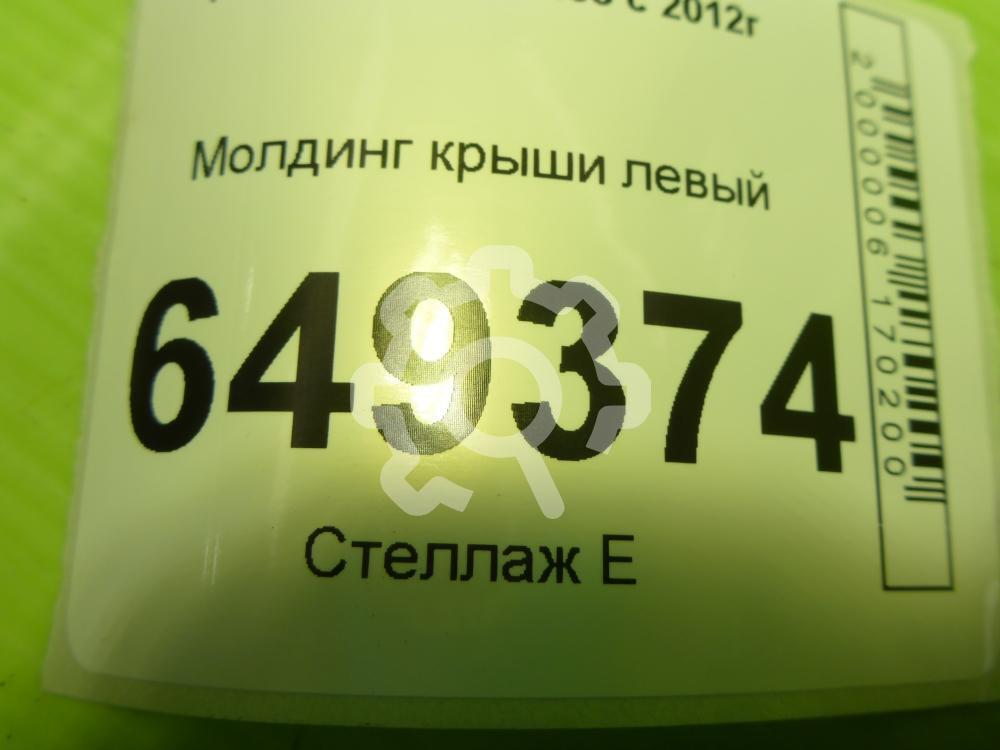 с 2012г
Молдинг крыши левый
649374
Стеллаж Е
2000006170200